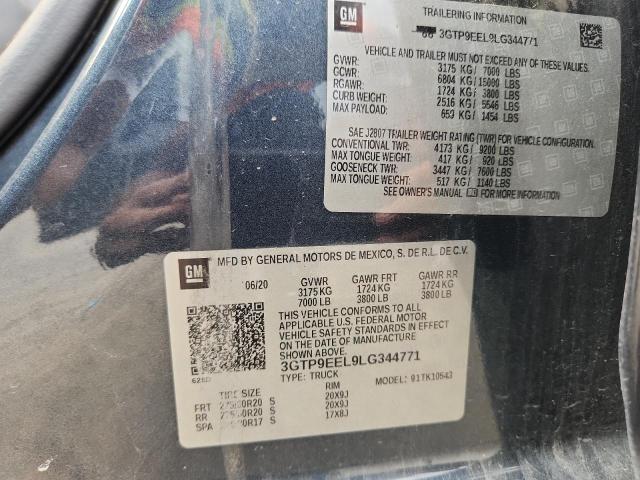 GM
TRAILERING INFORMATION
3GTP9EEL9LG344771
VEHICLE AND TRAILER MUST NOT EXCEED ANY OF THESE VALUES.
GVWR: 3175 KG/ 7000 LBS
GCWR: 6804 KG/15000 LBS
RGAWR: 1724 KG/ 3800 LBS
CURB WEIGHT: 2516 KG/ 5546 LBS
MAX PAYLOAD: 659 KG/ 1454 LBS
SAE J2807 TRAILER WEIGHT RATING (TWR) FOR VEHICLE CONFIGURATION.
CONVENTIONAL TWR: 4173 KG/ 9200 LBS
MAX TONGUE WEIGHT: 417 KG/ 920 LBS
GOOSENECK TWR: 3447 KG/ 7600 LBS
MAX TONGUE WEIGHT: 517 KG/ 1140 LBS
SEE OWNER'S MANUAL FOR MORE INFORMATION
GM
MFD BY GENERAL MOTORS DE MEXICO, S. DE R.L. DE C.V.
06/20 GVWR GAWR FRT GAWR RR
3175 KG 1724 KG 1724 KG
7000 LB 3800 LB 3800 LB
THIS VEHICLE CONFORMS TO ALL
APPLICABLE U.S. FEDERAL MOTOR
VEHICLE SAFETY STANDARDS IN EFFECT
ON THE DATE OF MANUFACTURE
SHOWN ABOVE.
3GTP9EEL9LG344771
TYPE: TRUCK MODEL: 91TK10543
TIRE SIZE RIM
FRT S 20X9J
RR S 20X9J
SPA S 17X8J